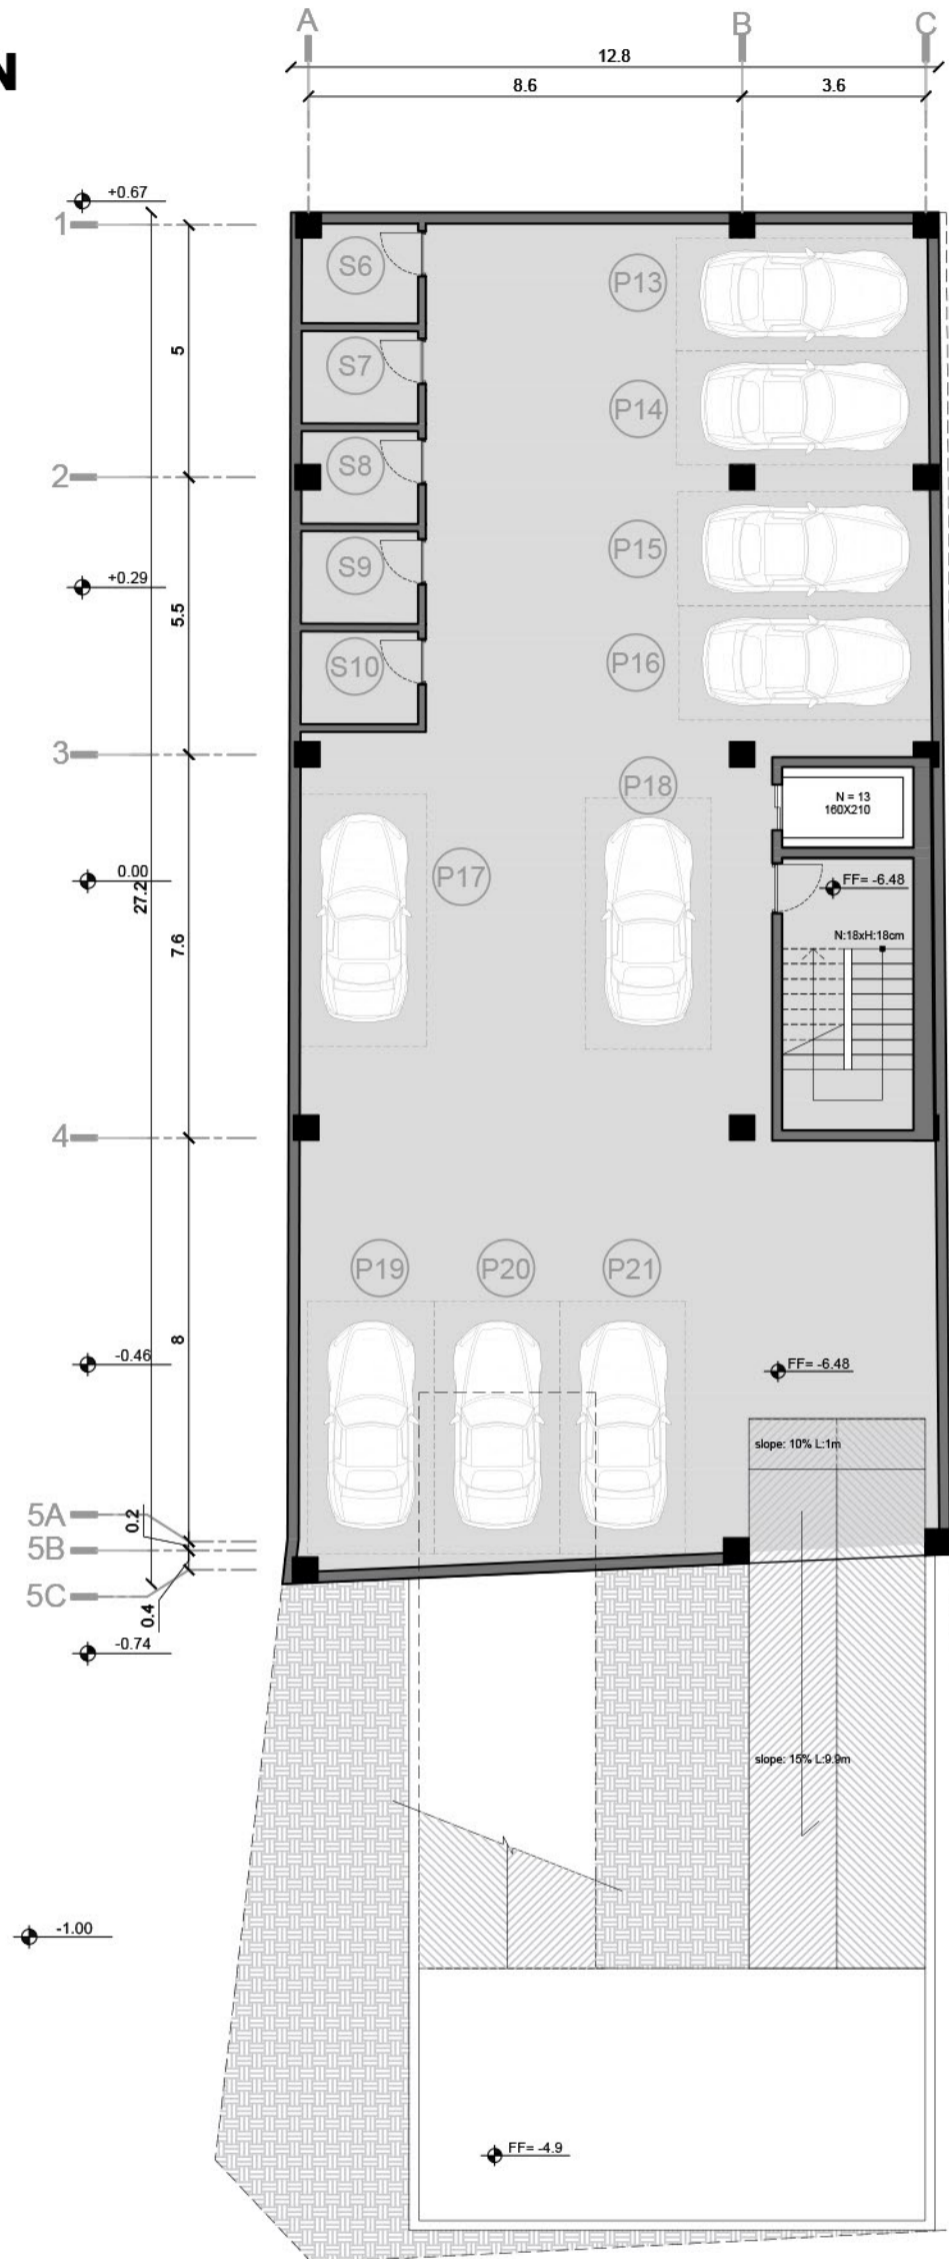 A B C
N
12.8
8.6 3.6
+0.67
1
S6
P13
5
S7
P14
S8
2
P15
S9
+0.29
5.5
P16
S10
3
P18
N = 13
160X210
P17
0.00
27.2
FF= -6.48
7.6
N:18xH:18cm
4
P19 P20 P21
8
-0.46
FF= -6.48
slope: 10% L:1m
5A
0.2
5B
5C
0.4
-0.74
slope: 15% L:9.9m
-1.00
FF= -4.9